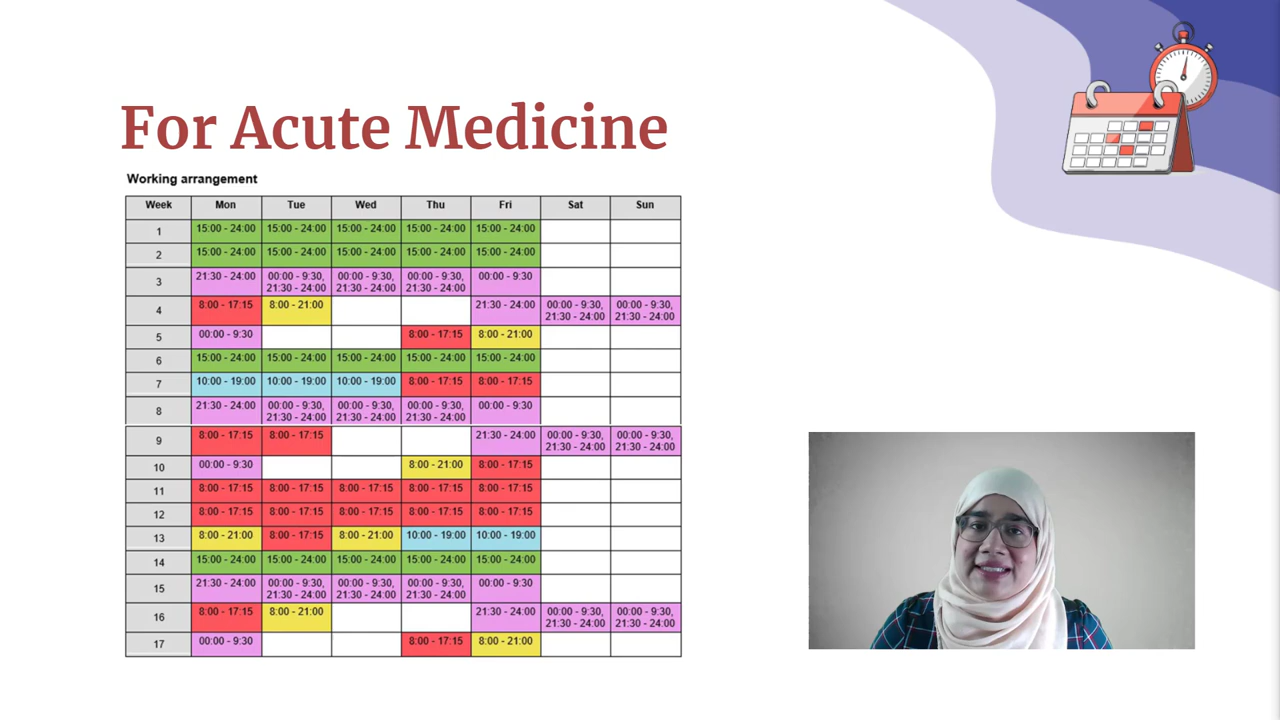 For Acute Medicine
Working arrangement
Week Mon Tue Wed Thu Fri Sat Sun
1 15:00 - 24:00 15:00 - 24:00 15:00 - 24:00 15:00 - 24:00 15:00 - 24:00
2 15:00 - 24:00 15:00 - 24:00 15:00 - 24:00 15:00 - 24:00 15:00 - 24:00
3 21:30 - 24:00 00:00 - 9:30, 00:00 - 9:30, 00:00 - 9:30, 00:00 - 9:30
21:30 - 24:00 21:30 - 24:00 21:30 - 24:00
4 8:00 - 17:15 8:00 - 21:00 21:30 - 24:00 00:00 - 9:30, 00:00 - 9:30,
21:30 - 24:00 21:30 - 24:00
5 00:00 - 9:30 8:00 - 17:15 8:00 - 21:00
6 15:00 - 24:00 15:00 - 24:00 15:00 - 24:00 15:00 - 24:00 15:00 - 24:00
7 10:00 - 19:00 10:00 - 19:00 10:00 - 19:00 8:00 - 17:15 8:00 - 17:15
8 21:30 - 24:00 00:00 - 9:30, 00:00 - 9:30, 00:00 - 9:30, 00:00 - 9:30
21:30 - 24:00 21:30 - 24:00 21:30 - 24:00
9 8:00 - 17:15 8:00 - 17:15 21:30 - 24:00 00:00 - 9:30, 00:00 - 9:30,
21:30 - 24:00 21:30 - 24:00
10 00:00 - 9:30 8:00 - 21:00 8:00 - 17:15
11 8:00 - 17:15 8:00 - 17:15 8:00 - 17:15 8:00 - 17:15 8:00 - 17:15
12 8:00 - 17:15 8:00 - 17:15 8:00 - 17:15 8:00 - 17:15 8:00 - 17:15
13 8:00 - 21:00 8:00 - 17:15 8:00 - 21:00 10:00 - 19:00 10:00 - 19:00
14 15:00 - 24:00 15:00 - 24:00 15:00 - 24:00 15:00 - 24:00 15:00 - 24:00
15 21:30 - 24:00 00:00 - 9:30, 00:00 - 9:30, 00:00 - 9:30, 00:00 - 9:30
21:30 - 24:00 21:30 - 24:00 21:30 - 24:00
16 8:00 - 17:15 8:00 - 21:00 21:30 - 24:00 00:00 - 9:30, 00:00 - 9:30,
21:30 - 24:00 21:30 - 24:00
17 00:00 - 9:30 8:00 - 17:15 8:00 - 21:00